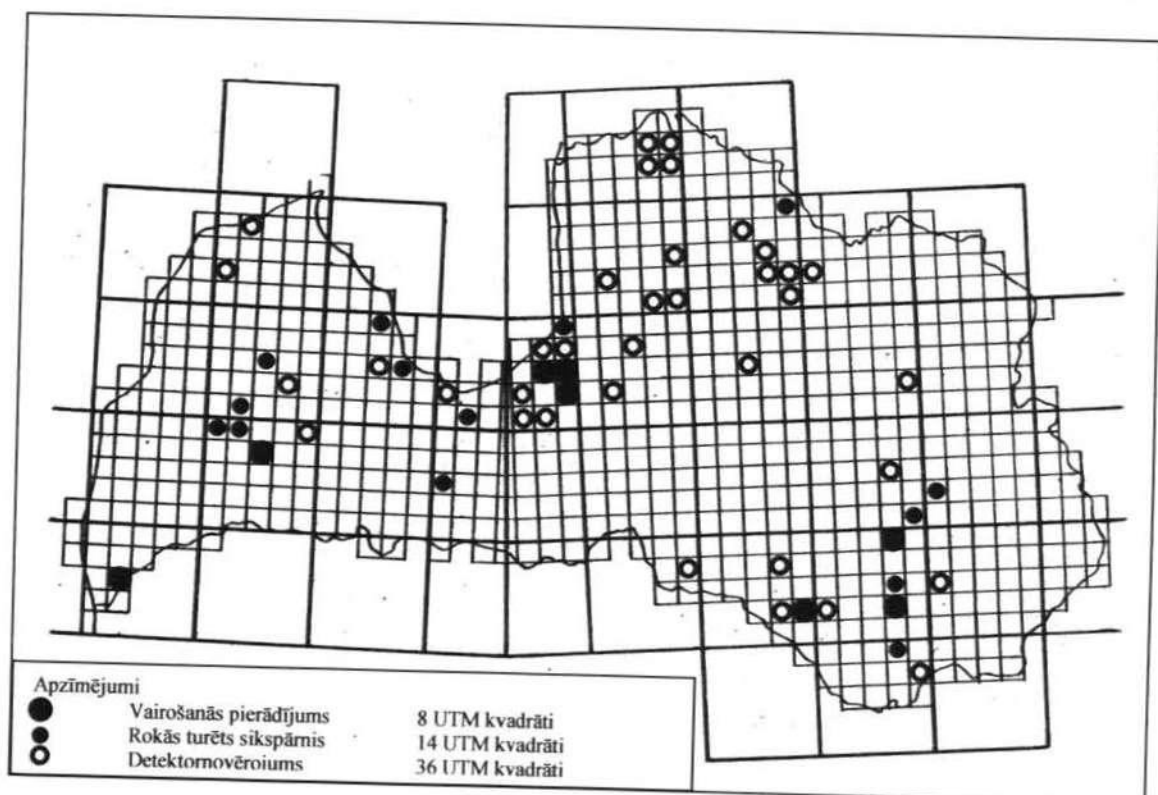 Apzīmējumi
Vairošanās pierādījums 8 UTM kvadrāti
Rokās turēts sikspārnis 14 UTM kvadrāti
Detektornovēroiums 36 UTM kvadrāti